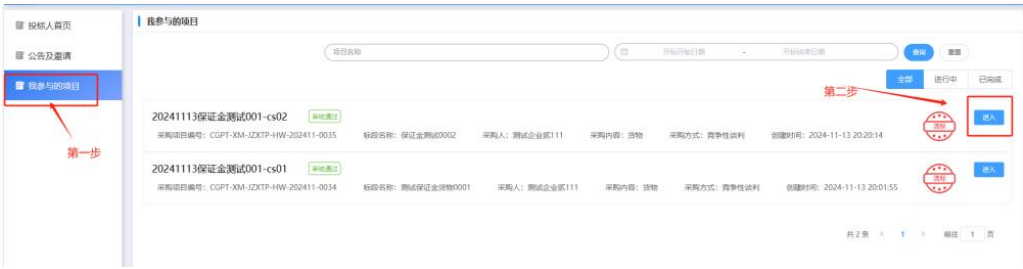 投标人首页
公告及邀请
我参与的项目
第一步
我参与的项目
项目名称 开标开始日期 - 开标结束日期 查询 重置
全部 进行中 已完成
第二步
20241113保证金测试001-cs02 审核通过
采购项目编号：CGPT-XM-JZXTP-HW-202411-0035 标段名称：保证金测试0002 采购人：测试企业贰111 采购内容：货物 采购方式：竞争性谈判 创建时间：2024-11-13 20:20:14
流标 进入
20241113保证金测试001-cs01 审核通过
采购项目编号：CGPT-XM-JZXTP-HW-202411-0034 标段名称：测试保证金货物0001 采购人：测试企业贰111 采购内容：货物 采购方式：竞争性谈判 创建时间：2024-11-13 20:01:55
流标 进入
共 2 条 < 1 > 前往 1 页